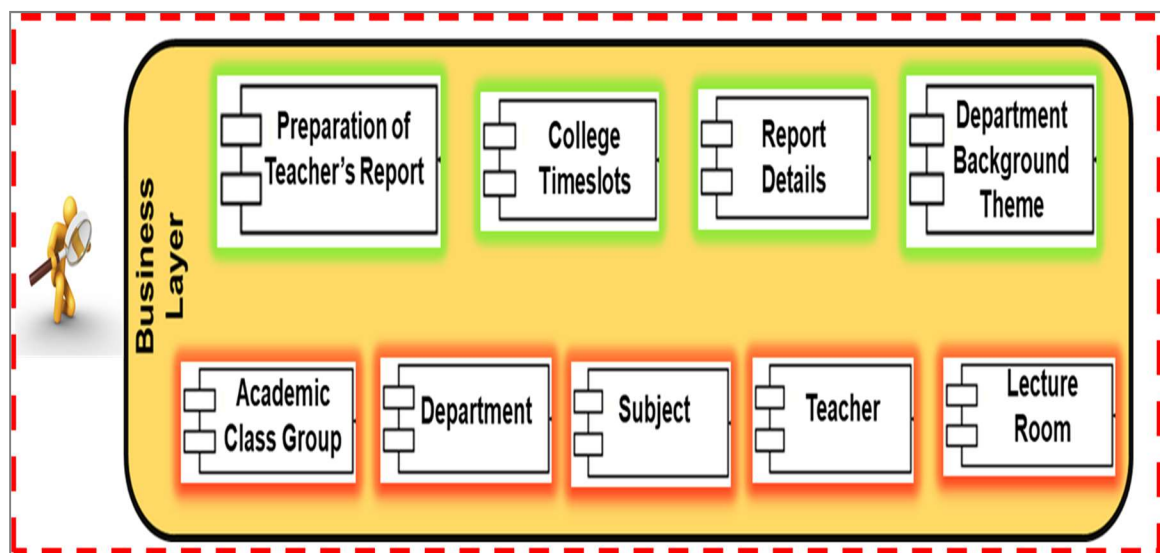 Business
Layer
Preparation of
Teacher's Report
College
Timeslots
Report
Details
Department
Background
Theme
Academic
Class Group
Department
Subject
Teacher
Lecture
Room